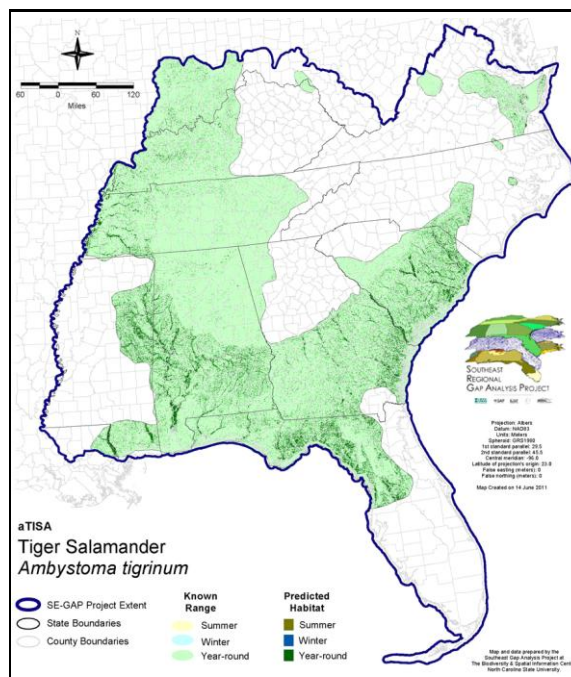 N
60 30 0 60 120
Miles
SOUTHEAST
REGIONAL
GAP ANALYSIS PROJECT
Projection: Albers
Datum: NAD83
Units: Meters
Spheroid: GRS1980
1st standard parallel: 29.5
2nd standard parallel: 45.5
Central meridian: -96.0
Latitude of projection's origin: 23.0
False easting (meters): 0
False northing (meters): 0
Map Created on 14 June 2011
aTISA
Tiger Salamander
Ambystoma tigrinum
SE-GAP Project Extent
State Boundaries
County Boundaries
Known
Range
Summer
Winter
Year-round
Predicted
Habitat
Summer
Winter
Year-round
Map and data prepared by the
Southeast Gap Analysis Project at
The Biodiversity & Spatial Information Center
North Carolina State University.